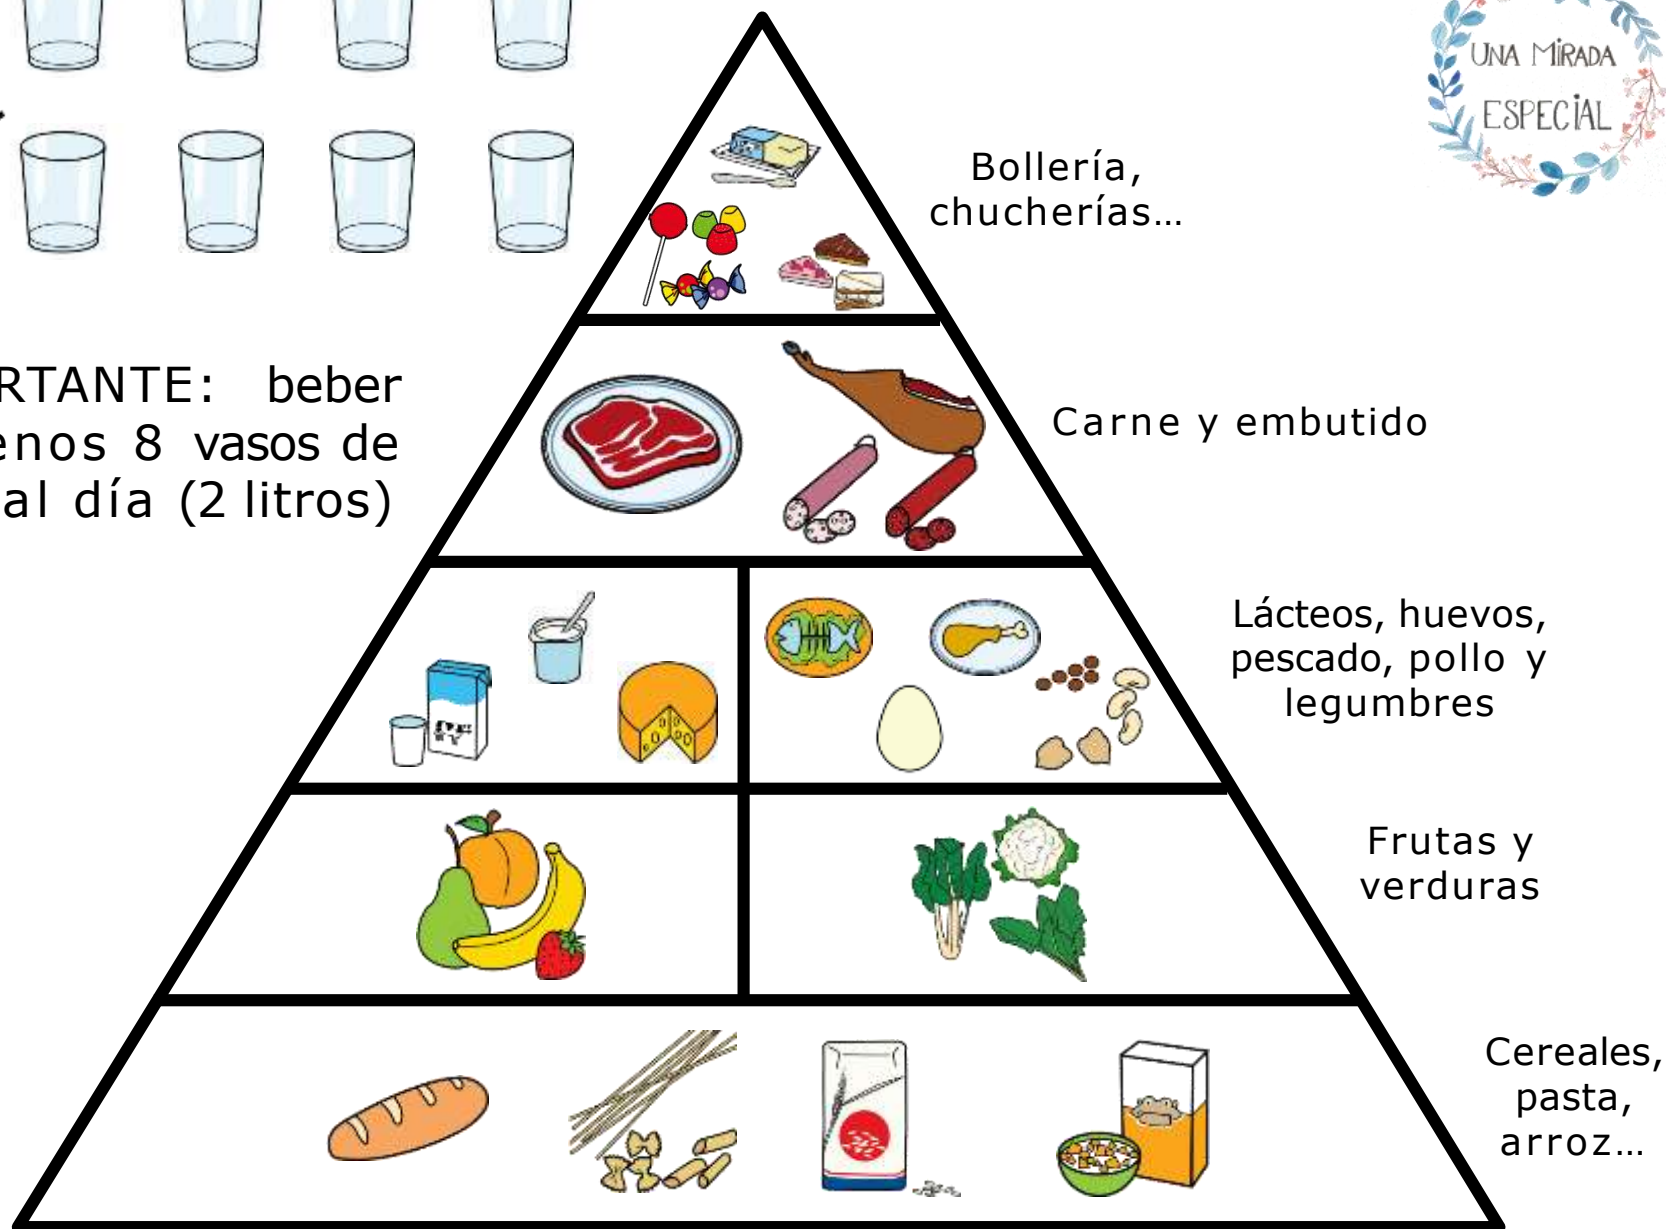 UNA MIRADA
ESPECIAL
Bollería,
chucherías...
RTANTE: beber
enos 8 vasos de
al día (2 litros)
Carne y embutido
Lácteos, huevos,
pescado, pollo y
legumbres
Frutas y
verduras
Cereales,
pasta,
arroz...